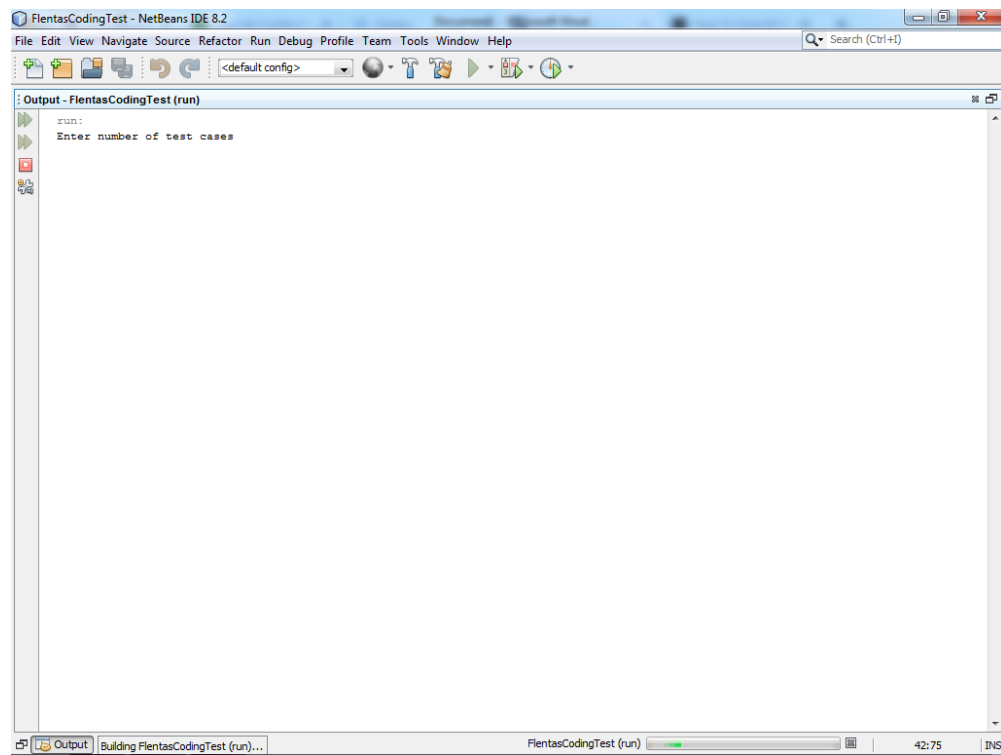 FlentasCodingTest - NetBeans IDE 8.2
File Edit View Navigate Source Refactor Run Debug Profile Team Tools Window Help
Search (Ctrl+I)
<default config>
Output - FlentasCodingTest (run)
run:
Enter number of test cases
Output
Building FlentasCodingTest (run)...
FlentasCodingTest (run)
42:75
INS